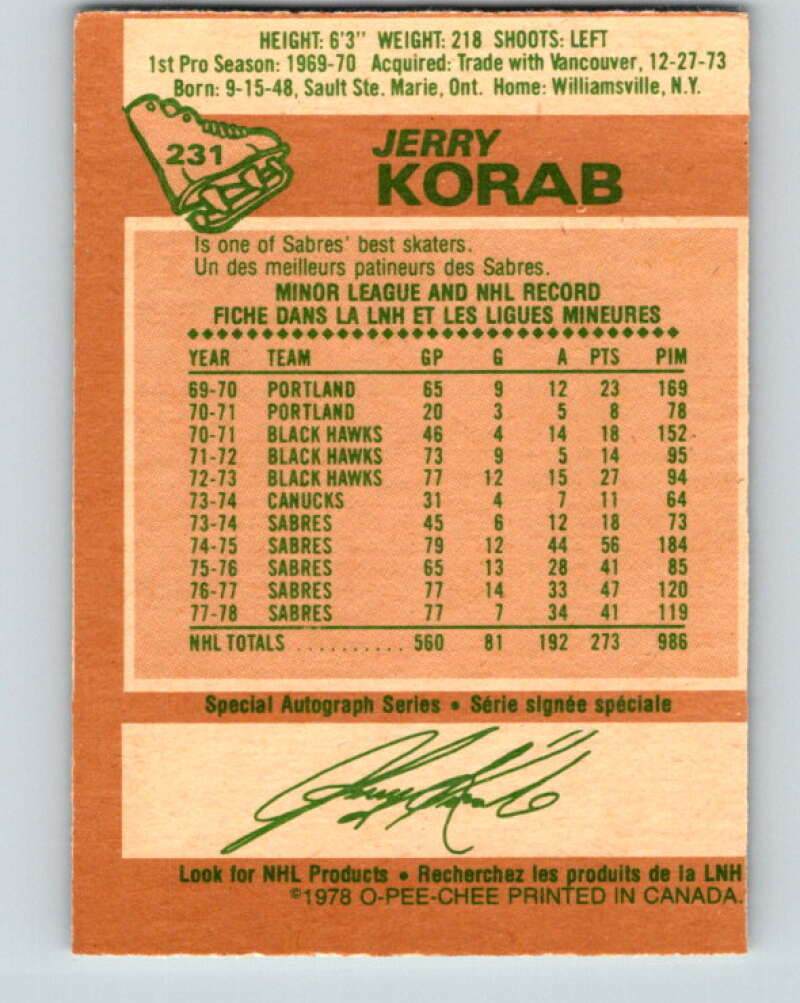 HEIGHT: 6'3" WEIGHT: 218 SHOOTS: LEFT
1st Pro Season: 1969-70 Acquired: Trade with Vancouver, 12-27-73
Born: 9-15-48, Sault Ste. Marie, Ont. Home: Williamsville, N.Y.
231
JERRY
KORAB
Is one of Sabres' best skaters.
Un des meilleurs patineurs des Sabres.
MINOR LEAGUE AND NHL RECORD
FICHE DANS LA LNH ET LES LIGUES MINEURES
YEAR TEAM GP G A PTS PIM
69-70 PORTLAND 65 9 12 23 169
70-71 PORTLAND 20 3 5 8 78
70-71 BLACK HAWKS 46 4 14 18 152
71-72 BLACK HAWKS 73 9 5 14 95
72-73 BLACK HAWKS 77 12 15 27 94
73-74 CANUCKS 31 4 7 11 64
73-74 SABRES 45 6 12 18 73
74-75 SABRES 79 12 44 56 184
75-76 SABRES 65 13 28 41 85
76-77 SABRES 77 14 33 47 120
77-78 SABRES 77 7 34 41 119
NHL TOTALS .......... 560 81 192 273 986
Special Autograph Series • Série signée spéciale
Jerry Korab
Look for NHL Products • Recherchez les produits de la LNH
©1978 O-PEE-CHEE PRINTED IN CANADA.